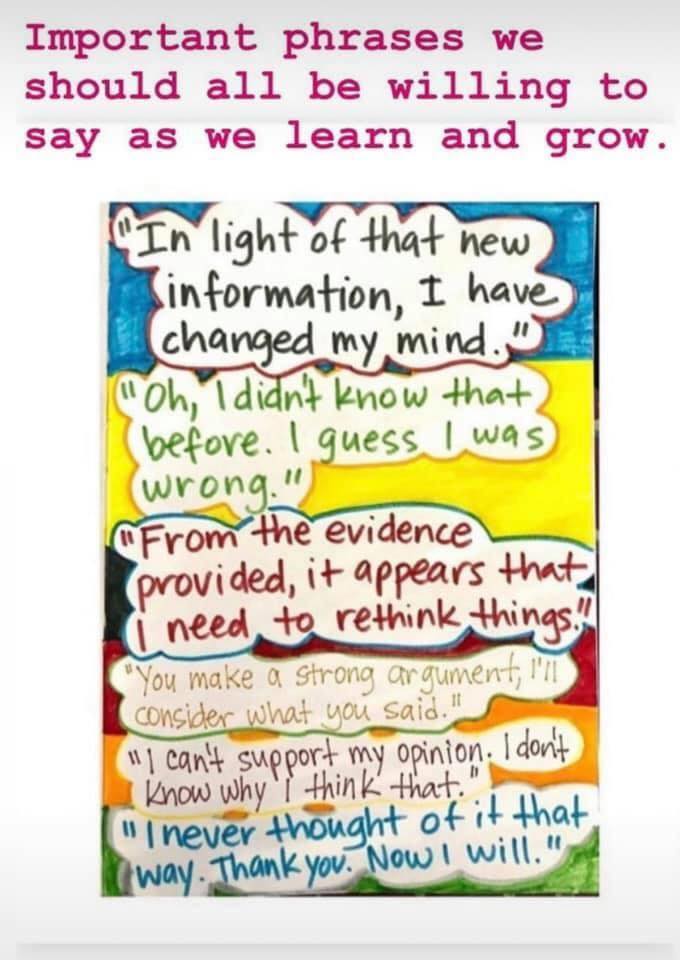 Important phrases we
should all be willing to
say as we learn and grow.
"In light of that new
information, I have
changed my mind."
"Oh, I didn't know that
before. I guess I was
wrong."
"From the evidence
provided, it appears that
I need to rethink things."
"You make a strong argument, I'll
consider what you said."
"I can't support my opinion. I don't
know why I think that."
"I never thought of it that
way. Thank you. Now I will."